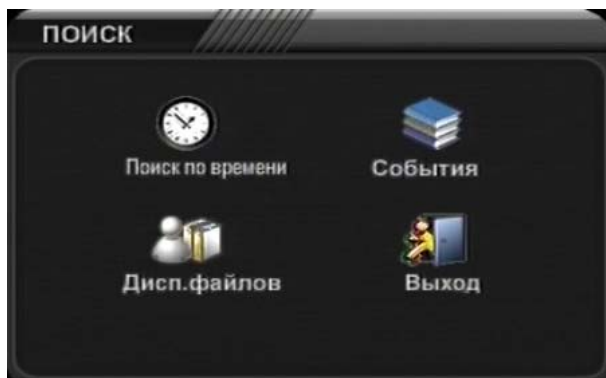 ПОИСК
Поиск по времени
События
Дисп.файлов
Выход